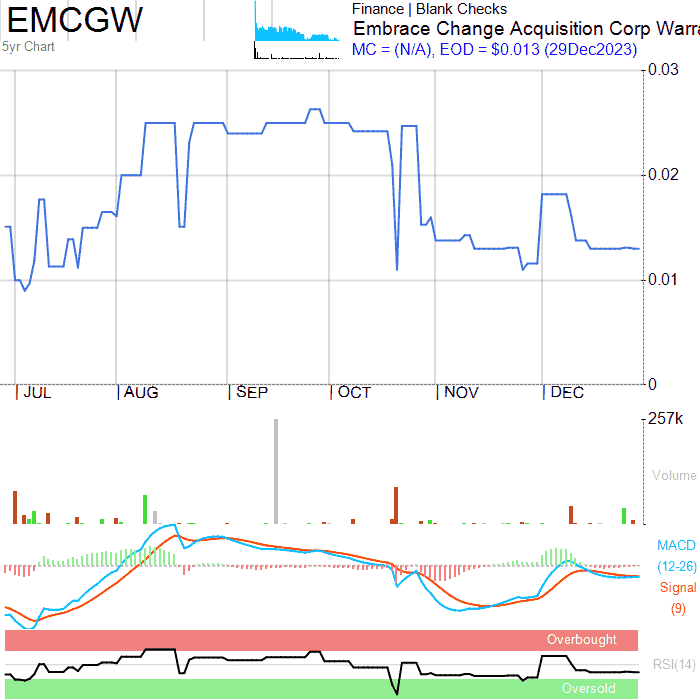 EMCGW
5yr Chart
Finance | Blank Checks
Embrace Change Acquisition Corp Warra
MC = (N/A), EOD = $0.013 (29Dec2023)
0.03
0.02
0.01
0
JUL AUG SEP OCT NOV DEC
257k
Volume
MACD
(12-26)
Signal
(9)
Overbought
RSI(14)
Oversold